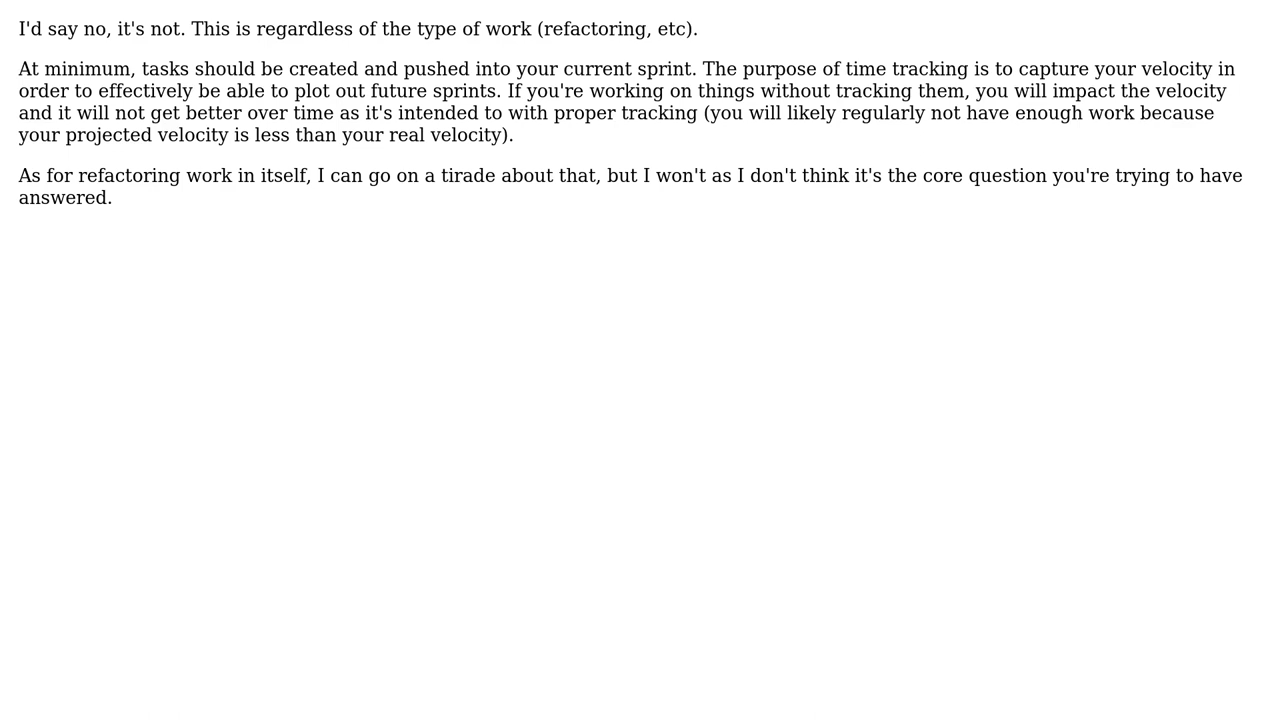 I'd say no, it's not. This is regardless of the type of work (refactoring, etc).
At minimum, tasks should be created and pushed into your current sprint. The purpose of time tracking is to capture your velocity in
order to effectively be able to plot out future sprints. If you're working on things without tracking them, you will impact the velocity
and it will not get better over time as it's intended to with proper tracking (you will likely regularly not have enough work because
your projected velocity is less than your real velocity).
As for refactoring work in itself, I can go on a tirade about that, but I won't as I don't think it's the core question you're trying to have
answered.